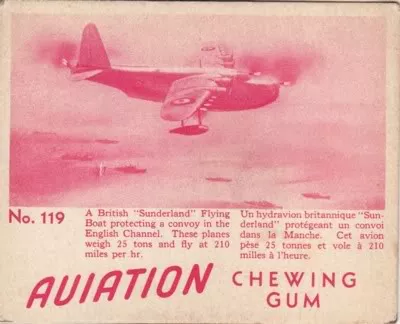 No. 119
A British "Sunderland" Flying
Boat protecting a convoy in the
English Channel. These planes
weigh 25 tons and fly at 210
miles per hr.
Un hydravion britannique "Sun-
derland" protégeant un convoi
dans la Manche. Cet avion
pèse 25 tonnes et vole à 210
milles à l'heure.
AVIATION
CHEWING
GUM